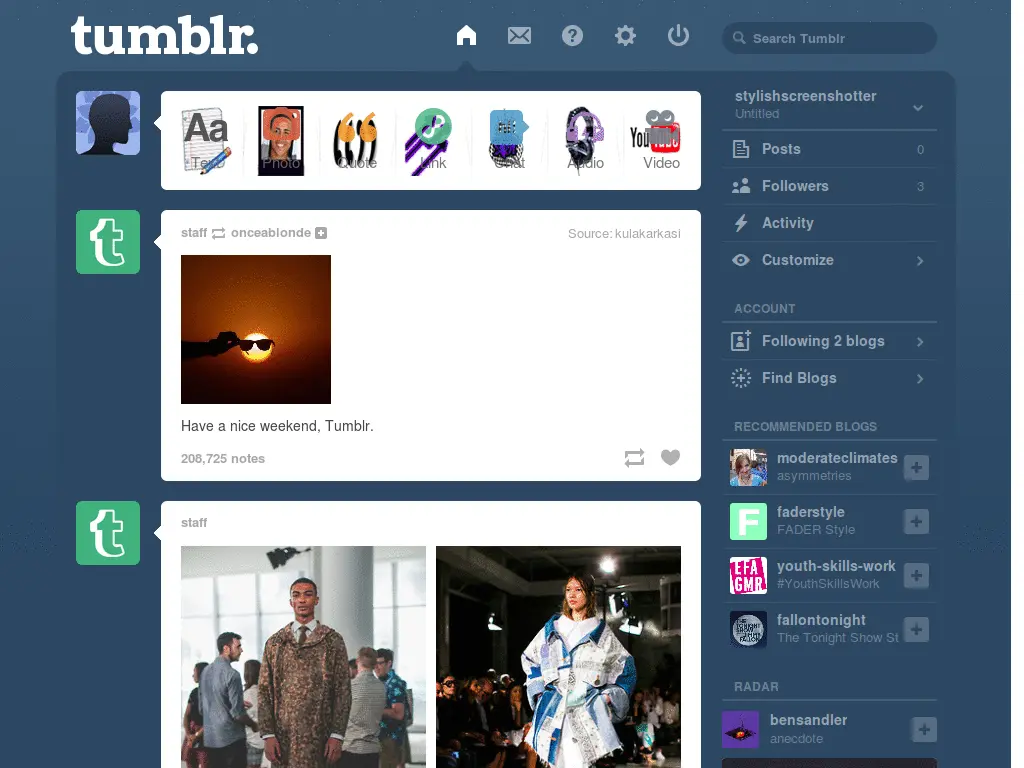 tumblr.
Search Tumblr
Aa
Text
Photo
Quote
Link
Chat
Audio
YouTube
Video
staff onceablonde
Source: kulakarkasi
Have a nice weekend, Tumblr.
208,725 notes
staff
stylishscreenshotter
Untitled
Posts 0
Followers 3
Activity
Customize
ACCOUNT
Following 2 blogs
Find Blogs
RECOMMENDED BLOGS
moderateclimates
asymmetries
F
faderstyle
FADER Style
EFA
GMR
youth-skills-work
#YouthSkillsWork
fallontonight
The Tonight Show St
RADAR
bensandler
anecdote